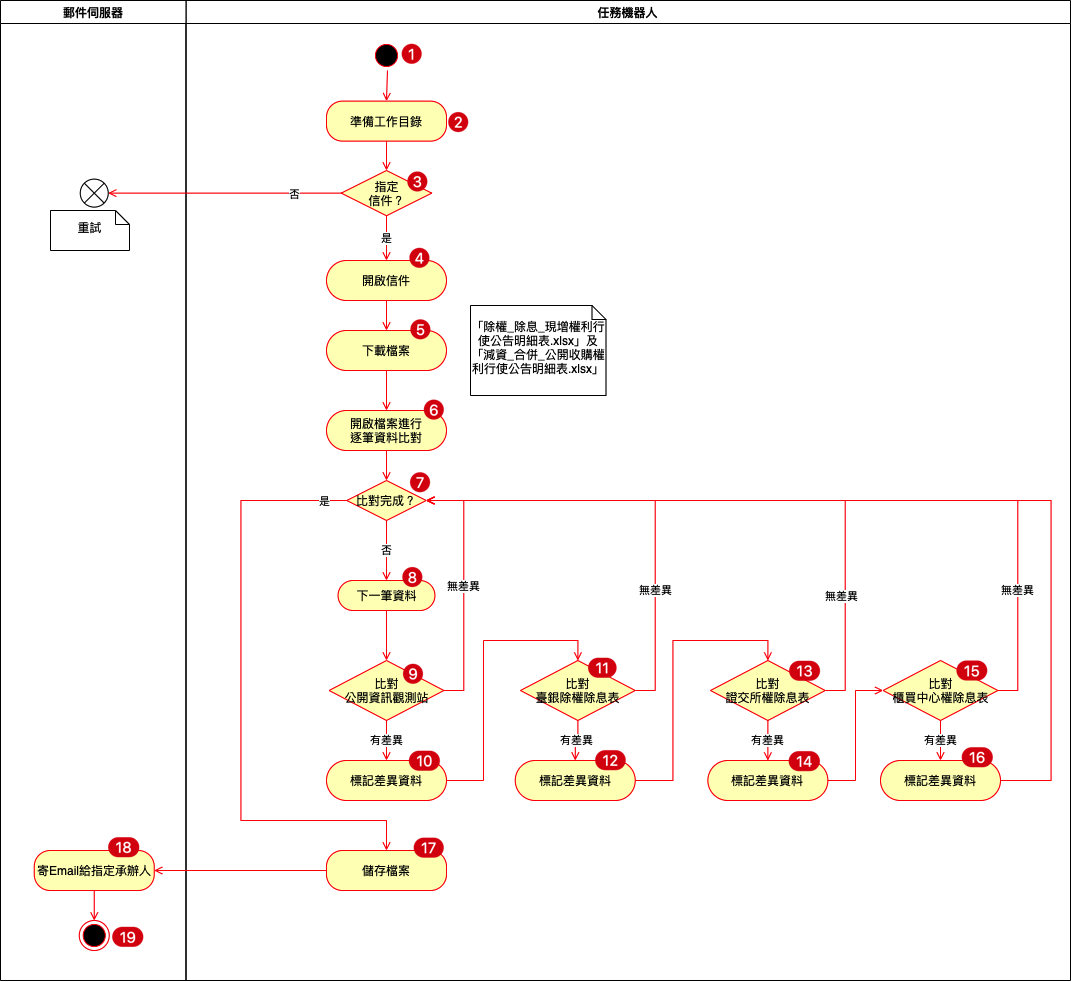 郵件伺服器
任務機器人
1
準備工作目錄
2
指定
信件？
3
否
重試
是
4
開啟信件
5
下載檔案
「除權_除息_現增權利行
使公告明細表.xlsx」及
「減資_合併_公開收購權
利行使公告明細表.xlsx」
6
開啟檔案進行
逐筆資料比對
7
比對完成？
是
否
8
下一筆資料
無差異
無差異
無差異
無差異
9
比對
公開資訊觀測站
11
比對
臺銀除權除息表
13
比對
證交所權除息表
15
比對
櫃買中心權除息表
有差異
有差異
有差異
有差異
10
標記差異資料
12
標記差異資料
14
標記差異資料
16
標記差異資料
17
儲存檔案
18
寄Email給指定承辦人
19